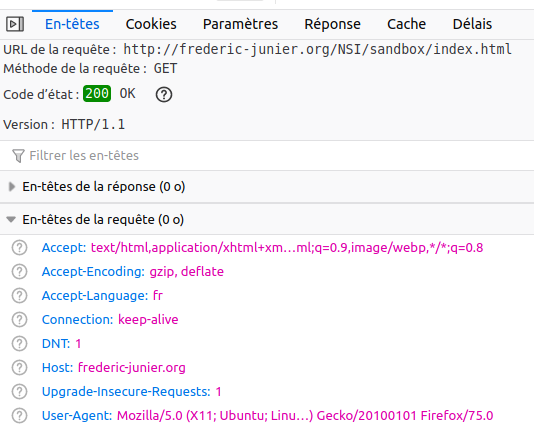 En-têtes Cookies Paramètres Réponse Cache Délais
URL de la requête : http://frederic-junier.org/NSI/sandbox/index.html
Méthode de la requête : GET
Code d'état : 200 OK ?
Version : HTTP/1.1
Filtrer les en-têtes
En-têtes de la réponse (0 o)
En-têtes de la requête (0 o)
? Accept: text/html,application/xhtml+xm…ml;q=0.9,image/webp,*/*;q=0.8
? Accept-Encoding: gzip, deflate
? Accept-Language: fr
? Connection: keep-alive
? DNT: 1
? Host: frederic-junier.org
? Upgrade-Insecure-Requests: 1
? User-Agent: Mozilla/5.0 (X11; Ubuntu; Linu…) Gecko/20100101 Firefox/75.0